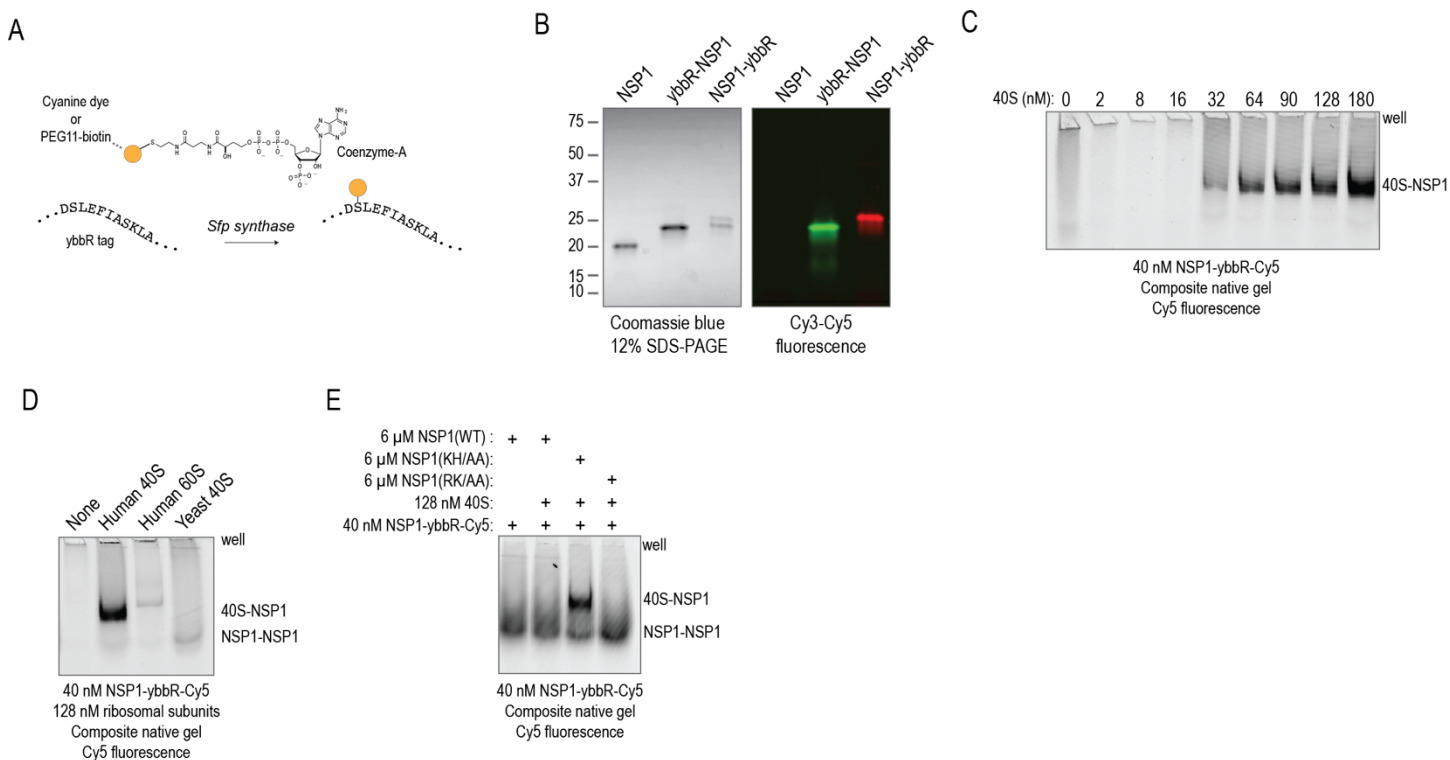 A
Cyanine dye
or
PEG11-biotin
Coenzyme-A
...DSLEFIASKLA...
ybbR tag
Sfp synthase
...DSLEFIASKLA...
B
NSP1
ybbR-NSP1
NSP1-ybbR
NSP1
ybbR-NSP1
NSP1-ybbR
75
50
37
25
20
15
10
Coomassie blue
12% SDS-PAGE
Cy3-Cy5
fluorescence
C
40S (nM): 0 2 8 16 32 64 90 128 180
well
40S-NSP1
40 nM NSP1-ybbR-Cy5
Composite native gel
Cy5 fluorescence
D
None
Human 40S
Human 60S
Yeast 40S
well
40S-NSP1
NSP1-NSP1
40 nM NSP1-ybbR-Cy5
128 nM ribosomal subunits
Composite native gel
Cy5 fluorescence
E
6 µM NSP1(WT) : + +
6 µM NSP1(KH/AA): +
6 µM NSP1(RK/AA): +
128 nM 40S: + + +
40 nM NSP1-ybbR-Cy5: + + + +
well
40S-NSP1
NSP1-NSP1
40 nM NSP1-ybbR-Cy5
Composite native gel
Cy5 fluorescence